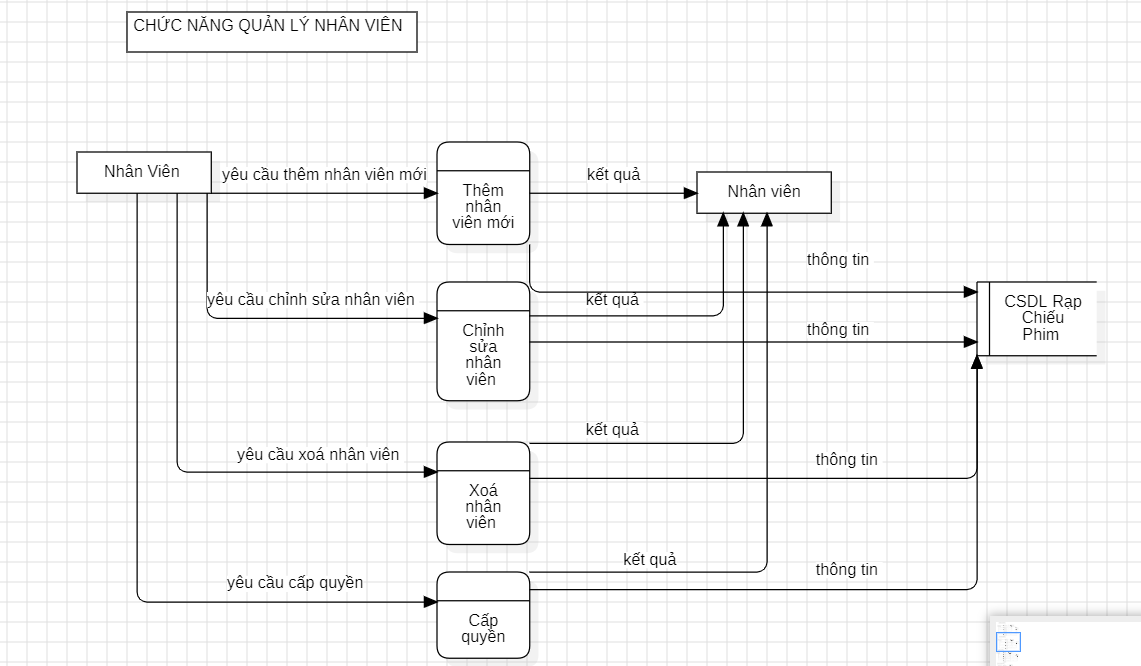 CHỨC NĂNG QUẢN LÝ NHÂN VIÊN
Nhân Viên
yêu cầu thêm nhân viên mới
Thêm
nhân
viên mới
kết quả
Nhân viên
thông tin
yêu cầu chỉnh sửa nhân viên
Chỉnh
sửa
nhân
viên
kết quả
thông tin
CSDL Rạp
Chiếu
Phim
yêu cầu xoá nhân viên
Xoá
nhân
viên
kết quả
thông tin
yêu cầu cấp quyền
Cấp
quyền
kết quả
thông tin